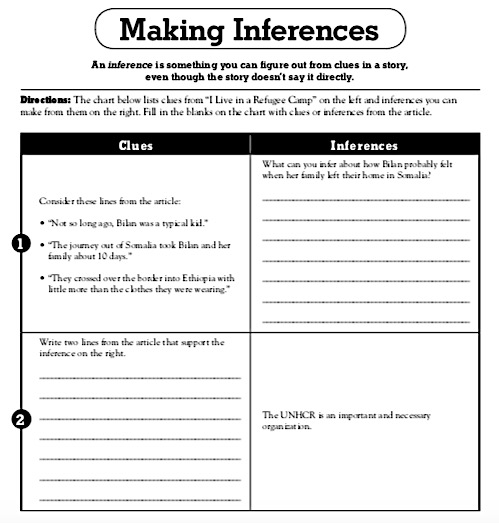 Making Inferences
An inference is something you can figure out from clues in a story,
even though the story doesn't say it directly.
Directions: The chart below lists clues from "I Live in a Refugee Camp" on the left and inferences you can
make from them on the right. Fill in the blanks on the chart with clues or inferences from the article.
Clues
Inferences
1
Consider these lines from the article:
• "Not so long ago, Bilan was a typical kid."
• "The journey out of Somalia took Bilan and her
family about 10 days."
• "They crossed over the border into Ethiopia with
little more than the clothes they were wearing."
What can you infer about how Bilan probably felt
when her family left their home in Somalia?
2
Write two lines from the article that support the
inference on the right.
The UNHCR is an important and necessary
organization.